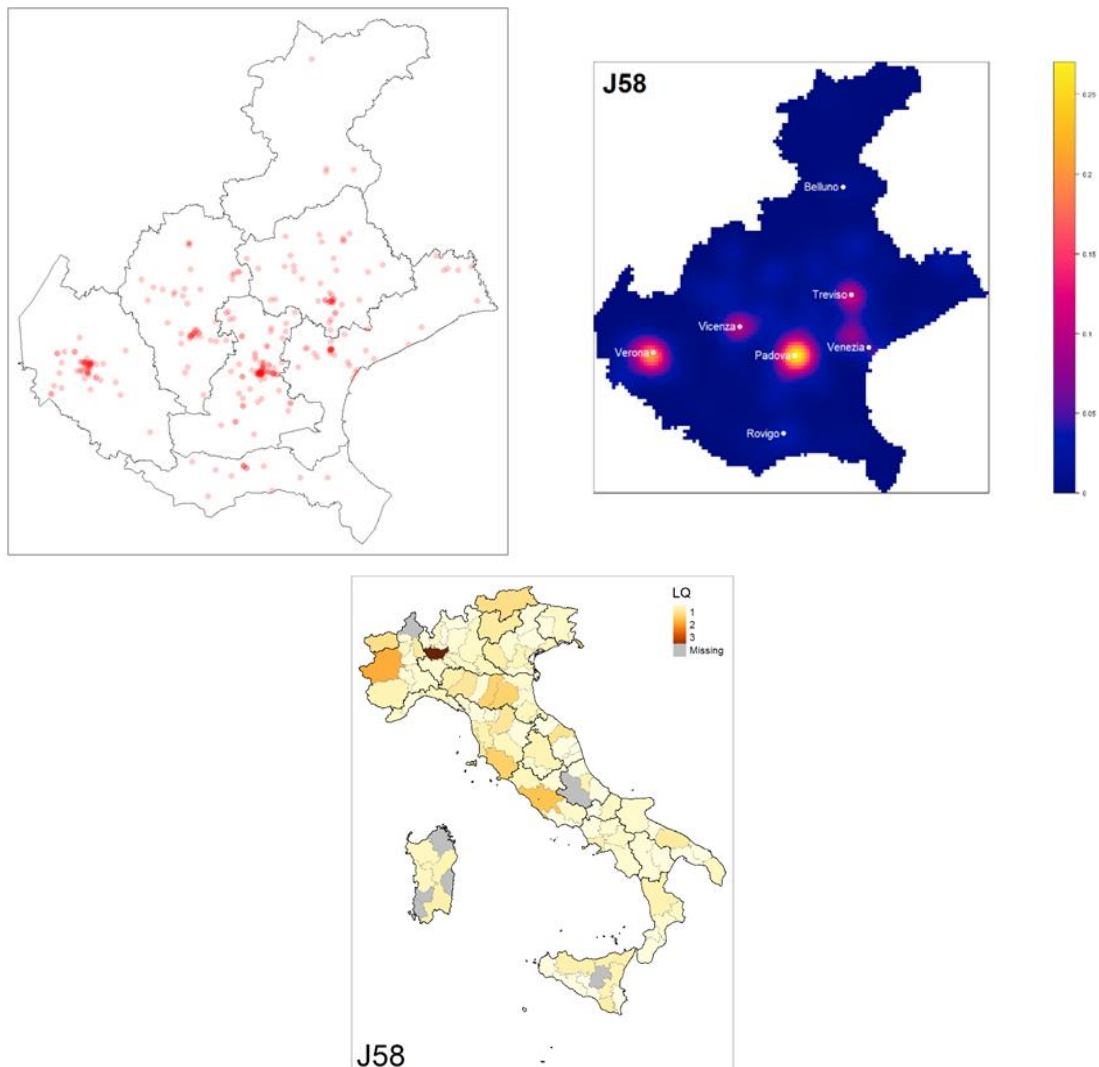 J58
0.25
0.2
0.15
0.1
0.05
0
Belluno
Treviso
Vicenza
Venezia
Verona
Padova
Rovigo
LQ
1
2
3
Missing
J58